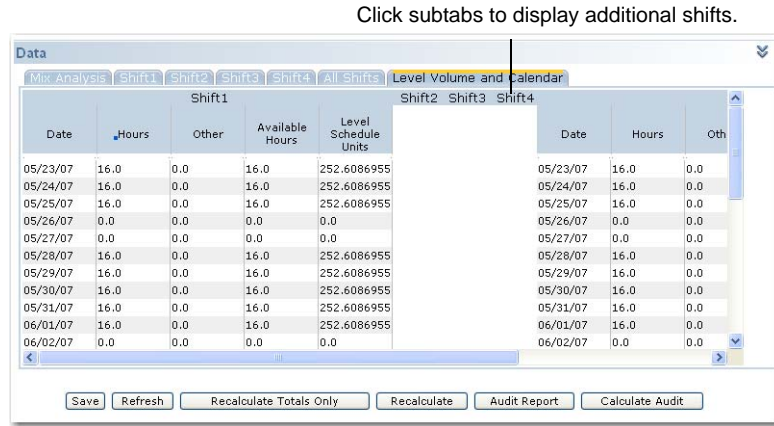 Click subtabs to display additional shifts.
Data
Mix Analysis Shift1 Shift2 Shift3 Shift4 All Shifts Level Volume and Calendar
Shift1 Shift2 Shift3 Shift4
Date Hours Other Available Hours Level Schedule Units Date Hours Oth
05/23/07 16.0 0.0 16.0 252.6086955 05/23/07 16.0 0.0
05/24/07 16.0 0.0 16.0 252.6086955 05/24/07 16.0 0.0
05/25/07 16.0 0.0 16.0 252.6086955 05/25/07 16.0 0.0
05/26/07 0.0 0.0 0.0 0.0 05/26/07 0.0 0.0
05/27/07 0.0 0.0 0.0 0.0 05/27/07 0.0 0.0
05/28/07 16.0 0.0 16.0 252.6086955 05/28/07 16.0 0.0
05/29/07 16.0 0.0 16.0 252.6086955 05/29/07 16.0 0.0
05/30/07 16.0 0.0 16.0 252.6086955 05/30/07 16.0 0.0
05/31/07 16.0 0.0 16.0 252.6086955 05/31/07 16.0 0.0
06/01/07 16.0 0.0 16.0 252.6086955 06/01/07 16.0 0.0
06/02/07 0.0 0.0 0.0 0.0 06/02/07 0.0 0.0
Save Refresh Recalculate Totals Only Recalculate Audit Report Calculate Audit